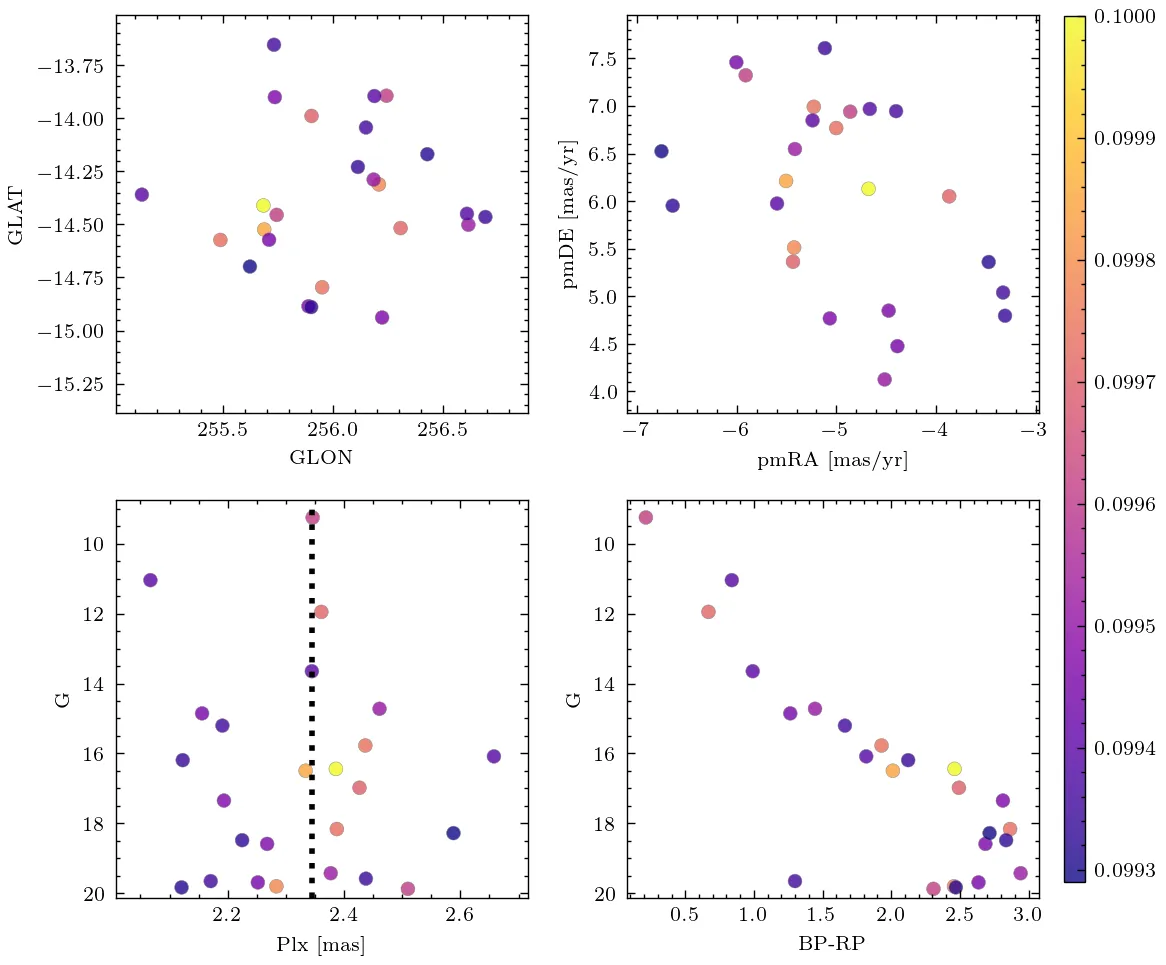 −13.75
−14.00
−14.25
−14.50
−14.75
−15.00
−15.25
GLAT
255.5 256.0 256.5
GLON
7.5
7.0
6.5
6.0
5.5
5.0
4.5
4.0
pmDE [mas/yr]
−7 −6 −5 −4 −3
pmRA [mas/yr]
0.1000
0.0999
0.0998
0.0997
0.0996
0.0995
0.0994
0.0993
10
12
14
16
18
20
G
2.2 2.4 2.6
Plx [mas]
10
12
14
16
18
20
G
0.5 1.0 1.5 2.0 2.5 3.0
BP-RP